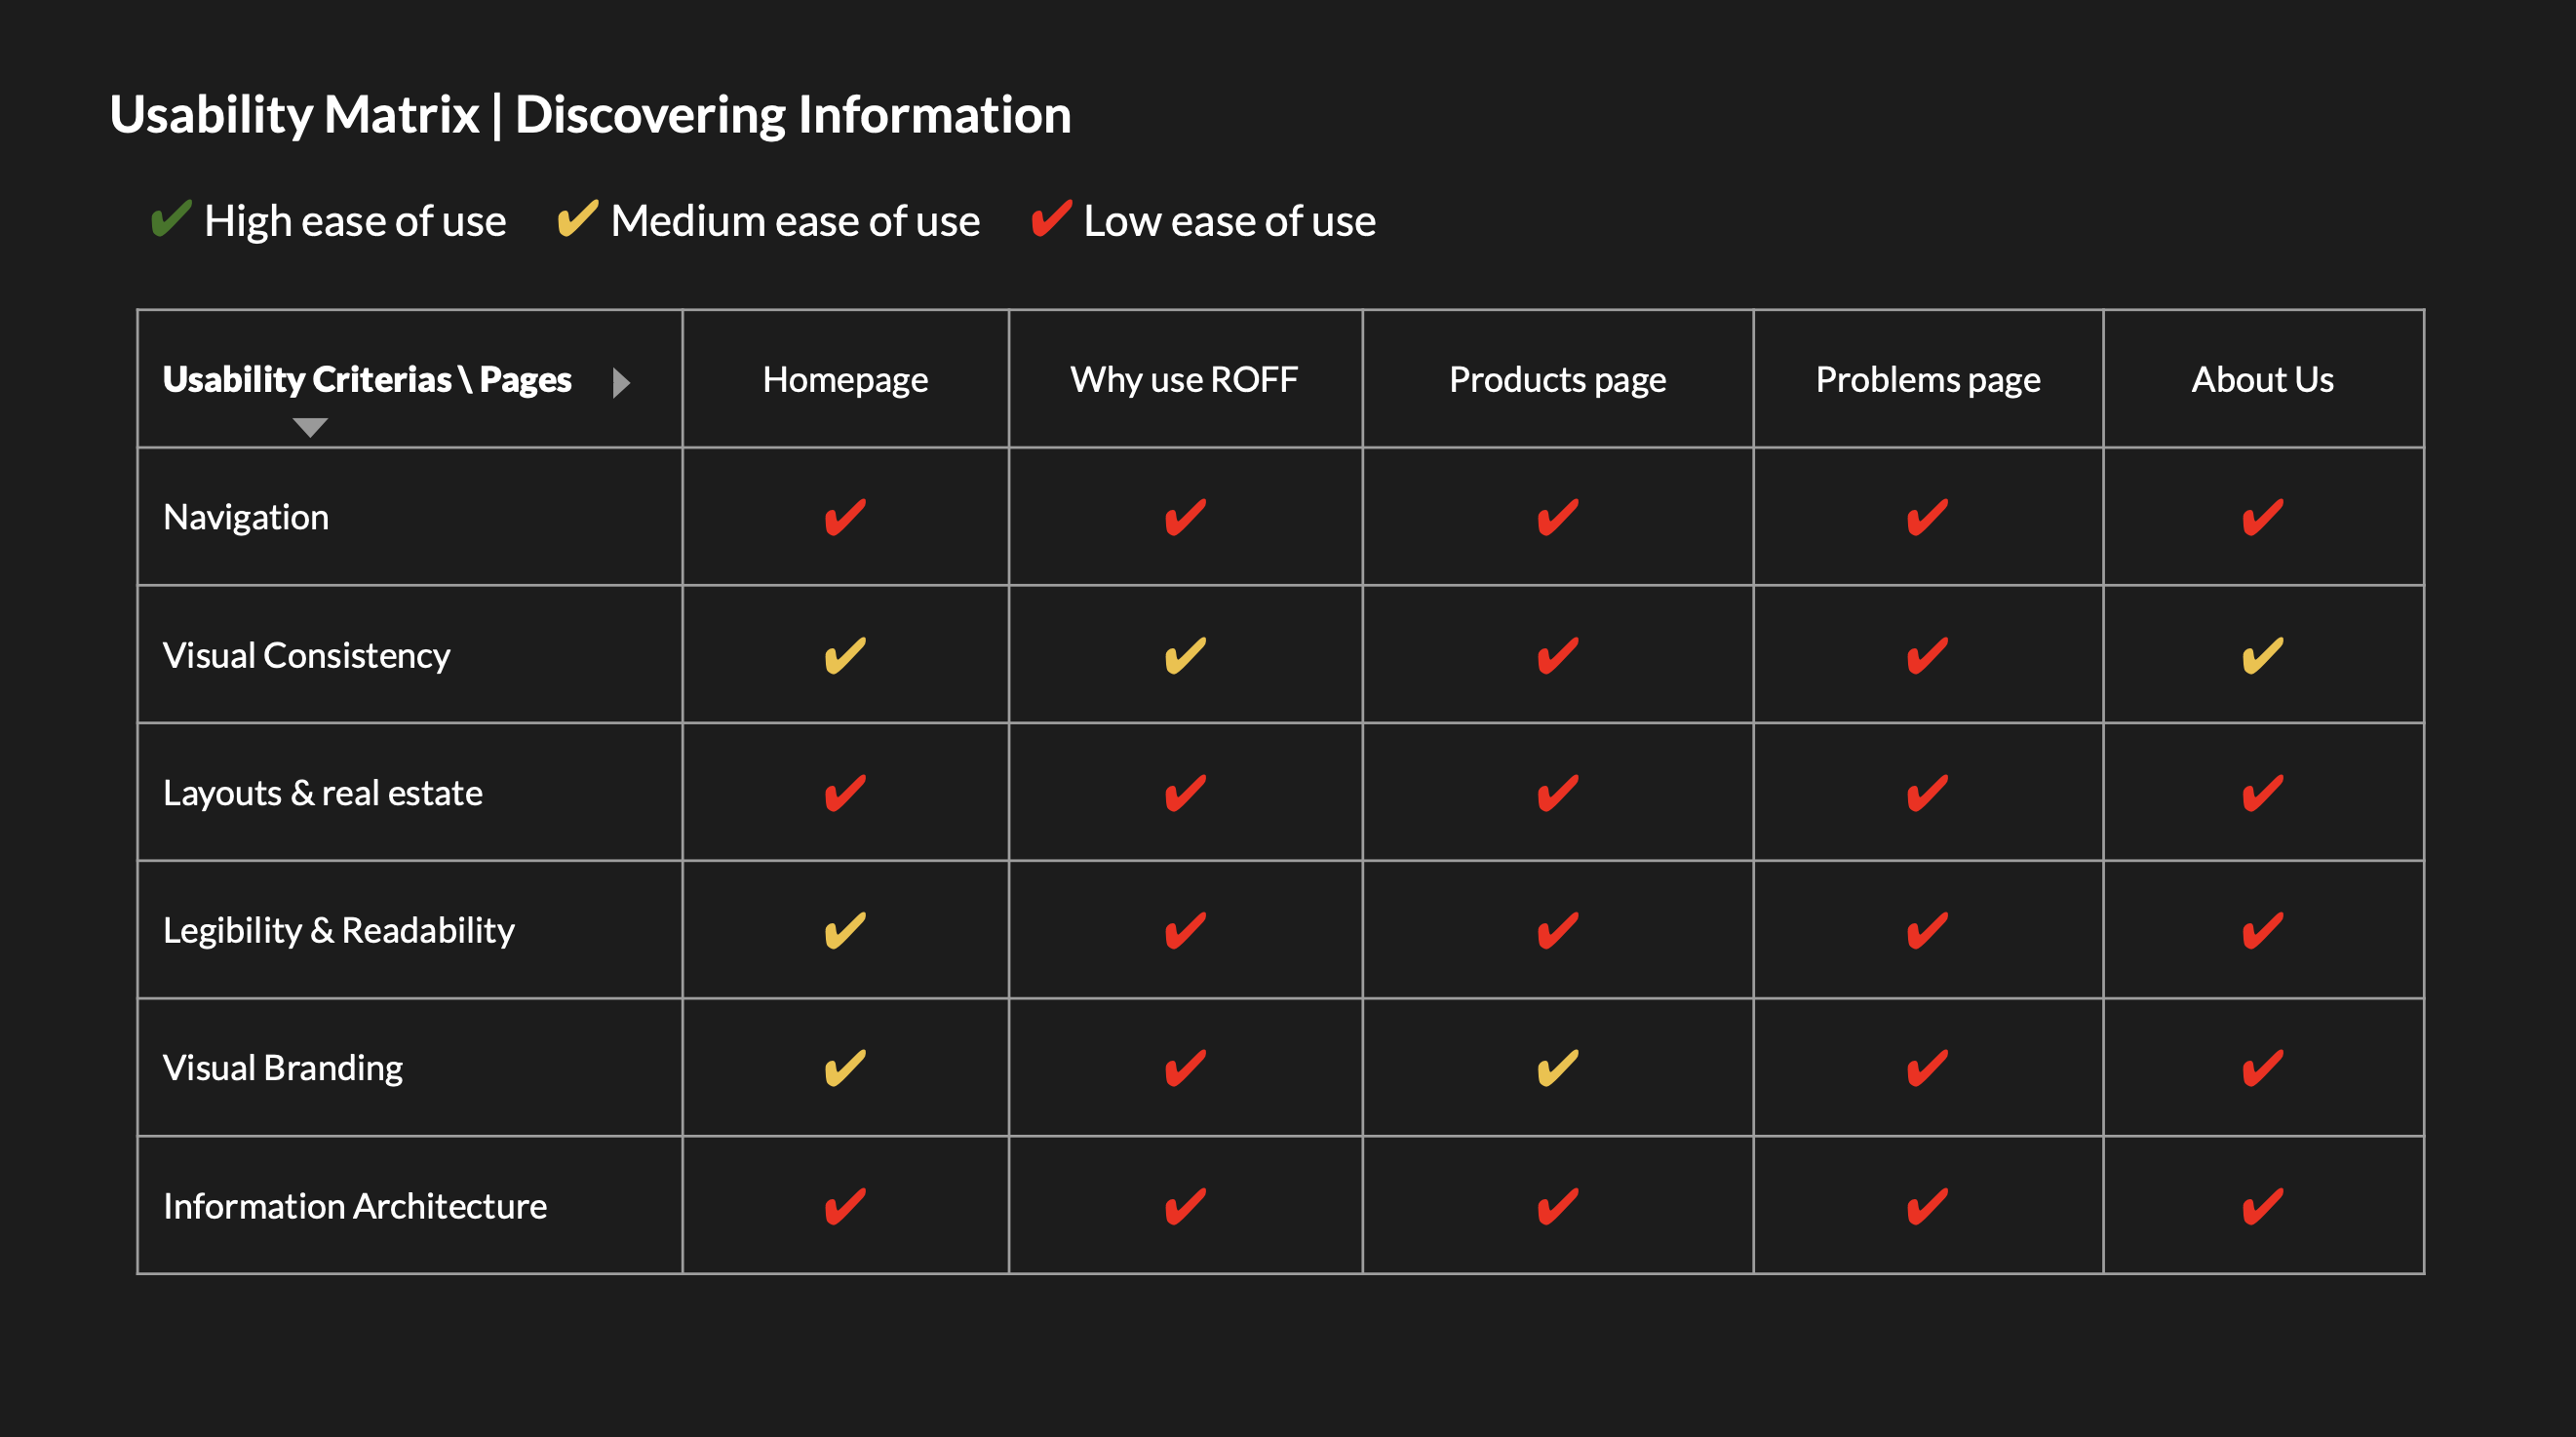 Usability Matrix | Discovering Information
✔ High ease of use ✔ Medium ease of use ✔ Low ease of use
Usability Criterias \ Pages Homepage Why use ROFF Products page Problems page About Us
Navigation ✔ ✔ ✔ ✔ ✔
Visual Consistency ✔ ✔ ✔ ✔ ✔
Layouts & real estate ✔ ✔ ✔ ✔ ✔
Legibility & Readability ✔ ✔ ✔ ✔ ✔
Visual Branding ✔ ✔ ✔ ✔ ✔
Information Architecture ✔ ✔ ✔ ✔ ✔